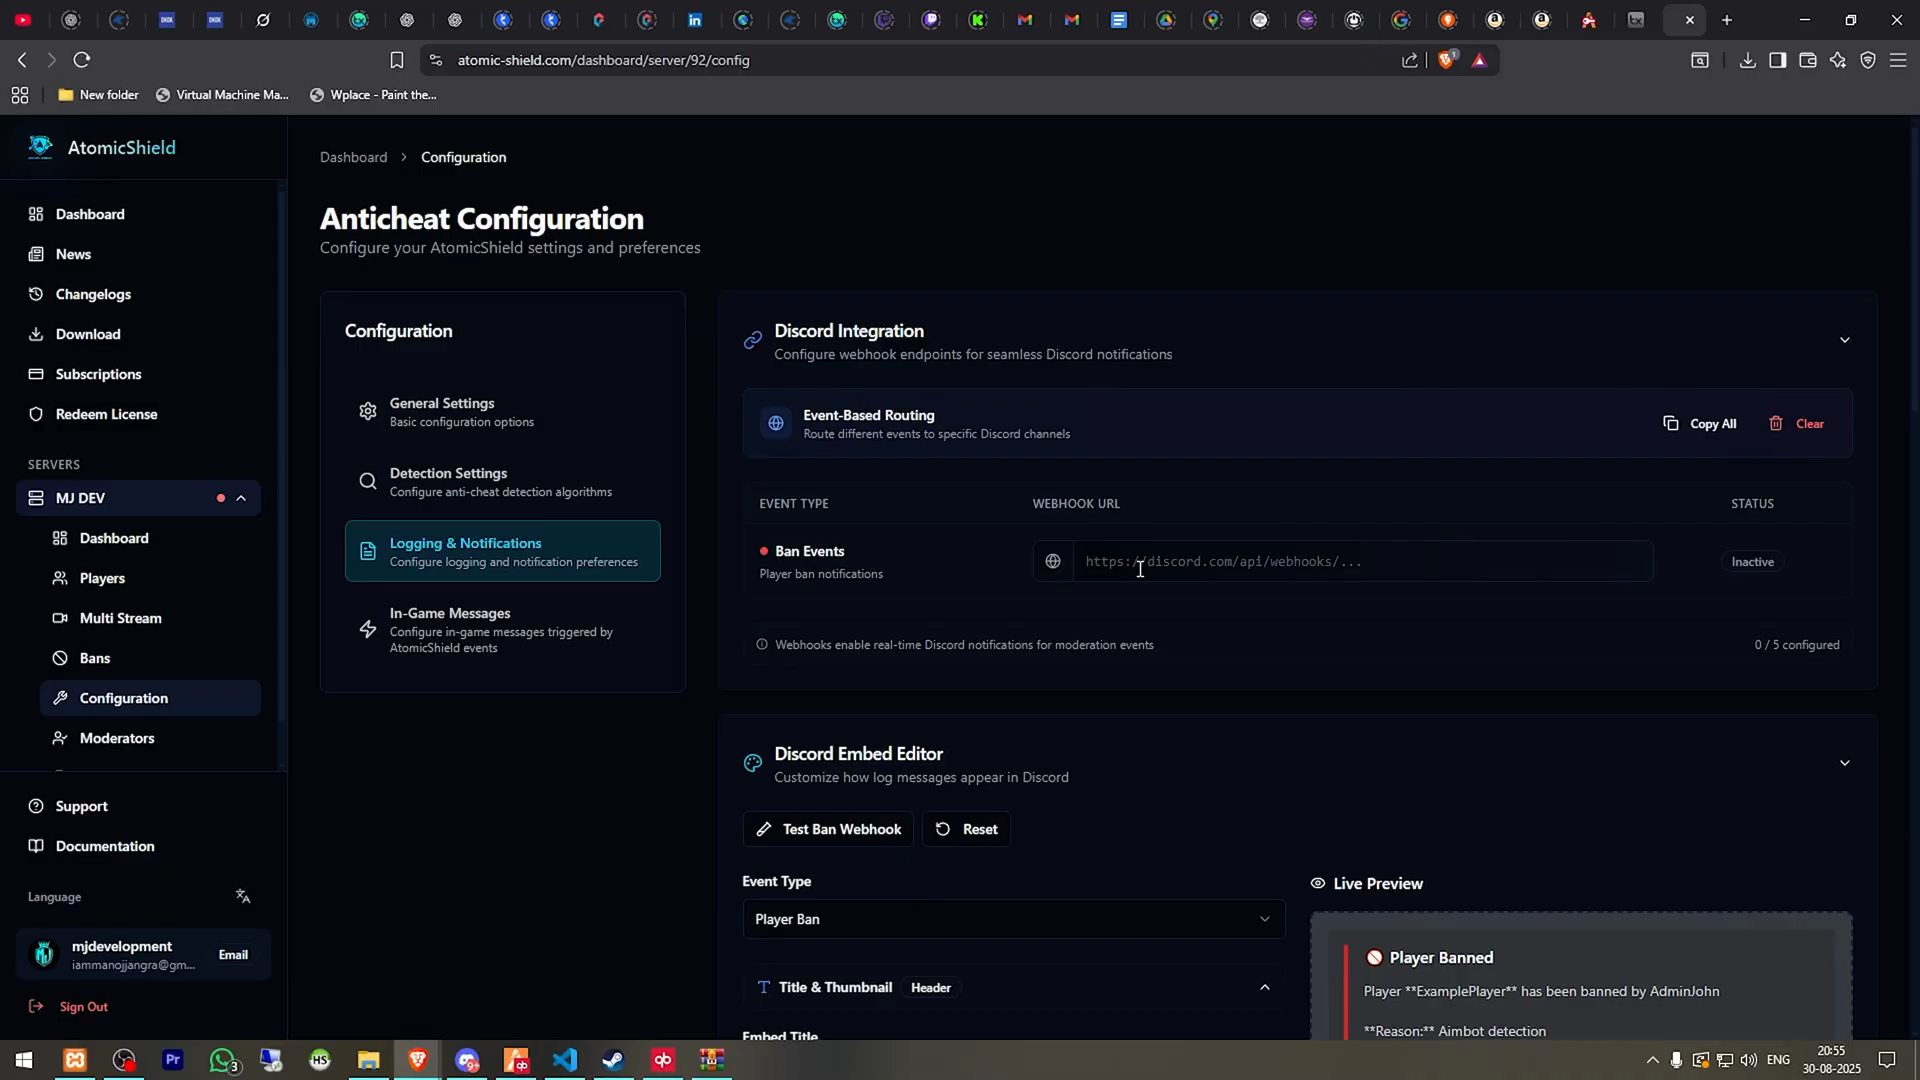 atomic-shield.com/dashboard/server/92/config
New folder
Virtual Machine Ma...
Wplace - Paint the...
AtomicShield
Dashboard
News
Changelogs
Download
Subscriptions
Redeem License
SERVERS
MJ DEV
Dashboard
Players
Multi Stream
Bans
Configuration
Moderators
Support
Documentation
Language
mjdevelopment
iammanojjangra@gm...
Email
Sign Out
Dashboard > Configuration
Anticheat Configuration
Configure your AtomicShield settings and preferences
Configuration
General Settings
Basic configuration options
Detection Settings
Configure anti-cheat detection algorithms
Logging & Notifications
Configure logging and notification preferences
In-Game Messages
Configure in-game messages triggered by
AtomicShield events
Discord Integration
Configure webhook endpoints for seamless Discord notifications
Event-Based Routing
Route different events to specific Discord channels
Copy All
Clear
EVENT TYPE
WEBHOOK URL
STATUS
Ban Events
Player ban notifications
https://discord.com/api/webhooks/...
Inactive
Webhooks enable real-time Discord notifications for moderation events
0 / 5 configured
Discord Embed Editor
Customize how log messages appear in Discord
Test Ban Webhook
Reset
Event Type
Player Ban
Title & Thumbnail
Header
Embed Title
Live Preview
Player Banned
Player **ExamplePlayer** has been banned by AdminJohn
**Reason:** Aimbot detection
ENG
20:55
30-08-2025